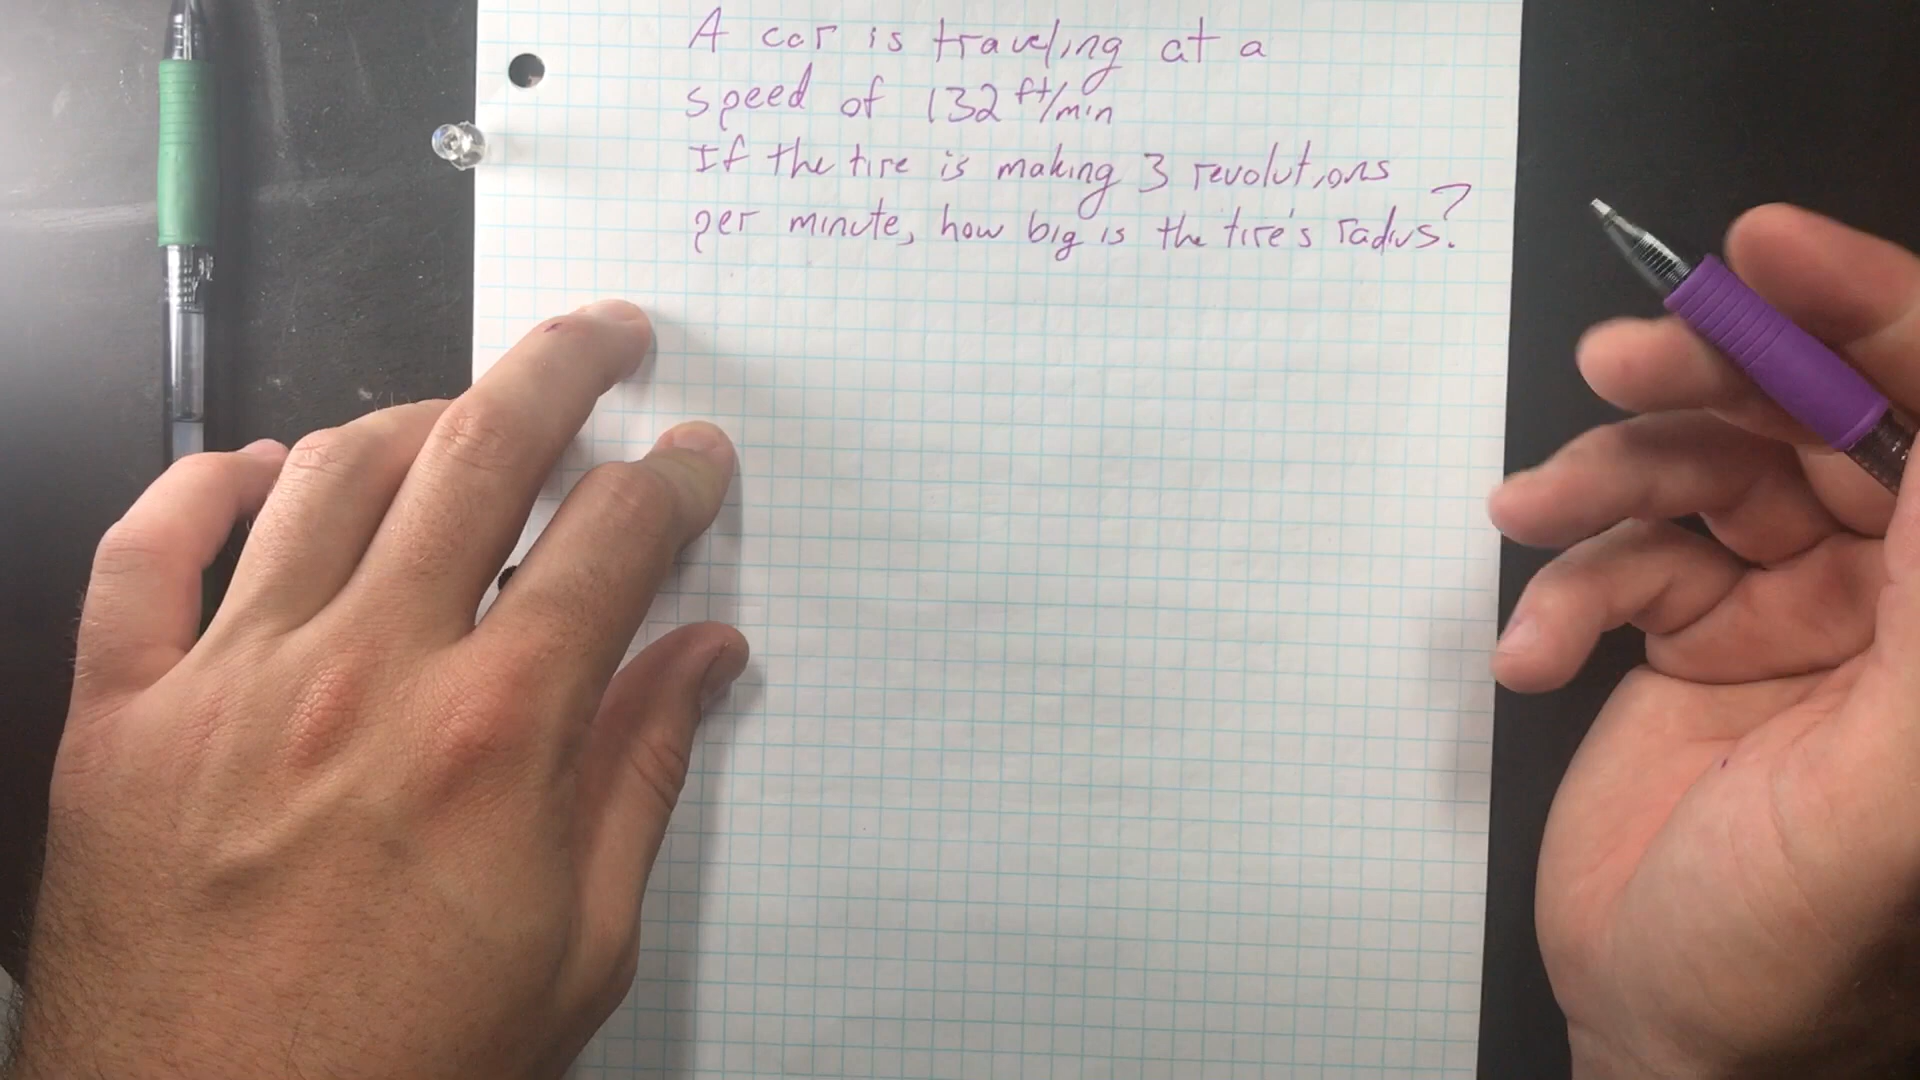 A car is traveling at a
speed of 132 ft/min
If the tire is making 3 revolutions
per minute, how big is the tire's radius?